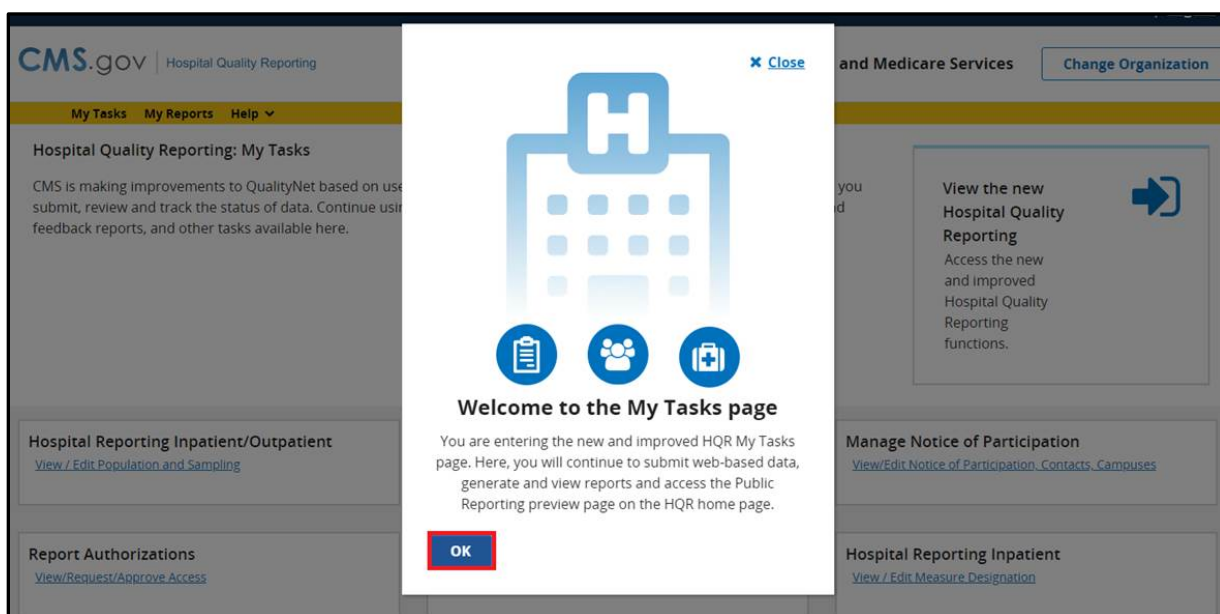 CMS.gov | Hospital Quality Reporting
and Medicare Services
Change Organization
My Tasks My Reports Help
Hospital Quality Reporting: My Tasks
CMS is making improvements to QualityNet based on
submit, review and track the status of data. Continue
feedback reports, and other tasks available here.
you
View the new
Hospital Quality
Reporting
Access the new
and improved
Hospital Quality
Reporting
functions.
Close
H
Welcome to the My Tasks page
You are entering the new and improved HQR My Tasks
page. Here, you will continue to submit web-based data,
generate and view reports and access the Public
Reporting preview page on the HQR home page.
OK
Hospital Reporting Inpatient/Outpatient
View / Edit Population and Sampling
Manage Notice of Participation
View/Edit Notice of Participation, Contacts, Campuses
Report Authorizations
View/Request/Approve Access
Hospital Reporting Inpatient
View / Edit Measure Designation